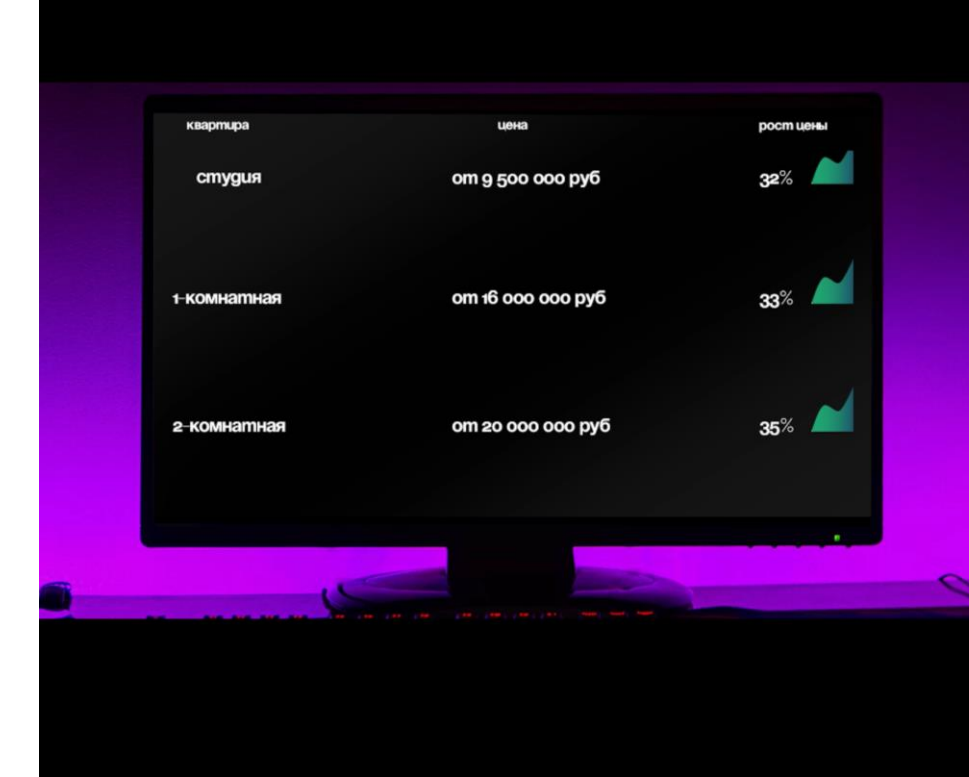 квартира цена рост цены
студия от 9 500 000 руб 32%
1-комнатная от 16 000 000 руб 33%
2-комнатная от 20 000 000 руб 35%